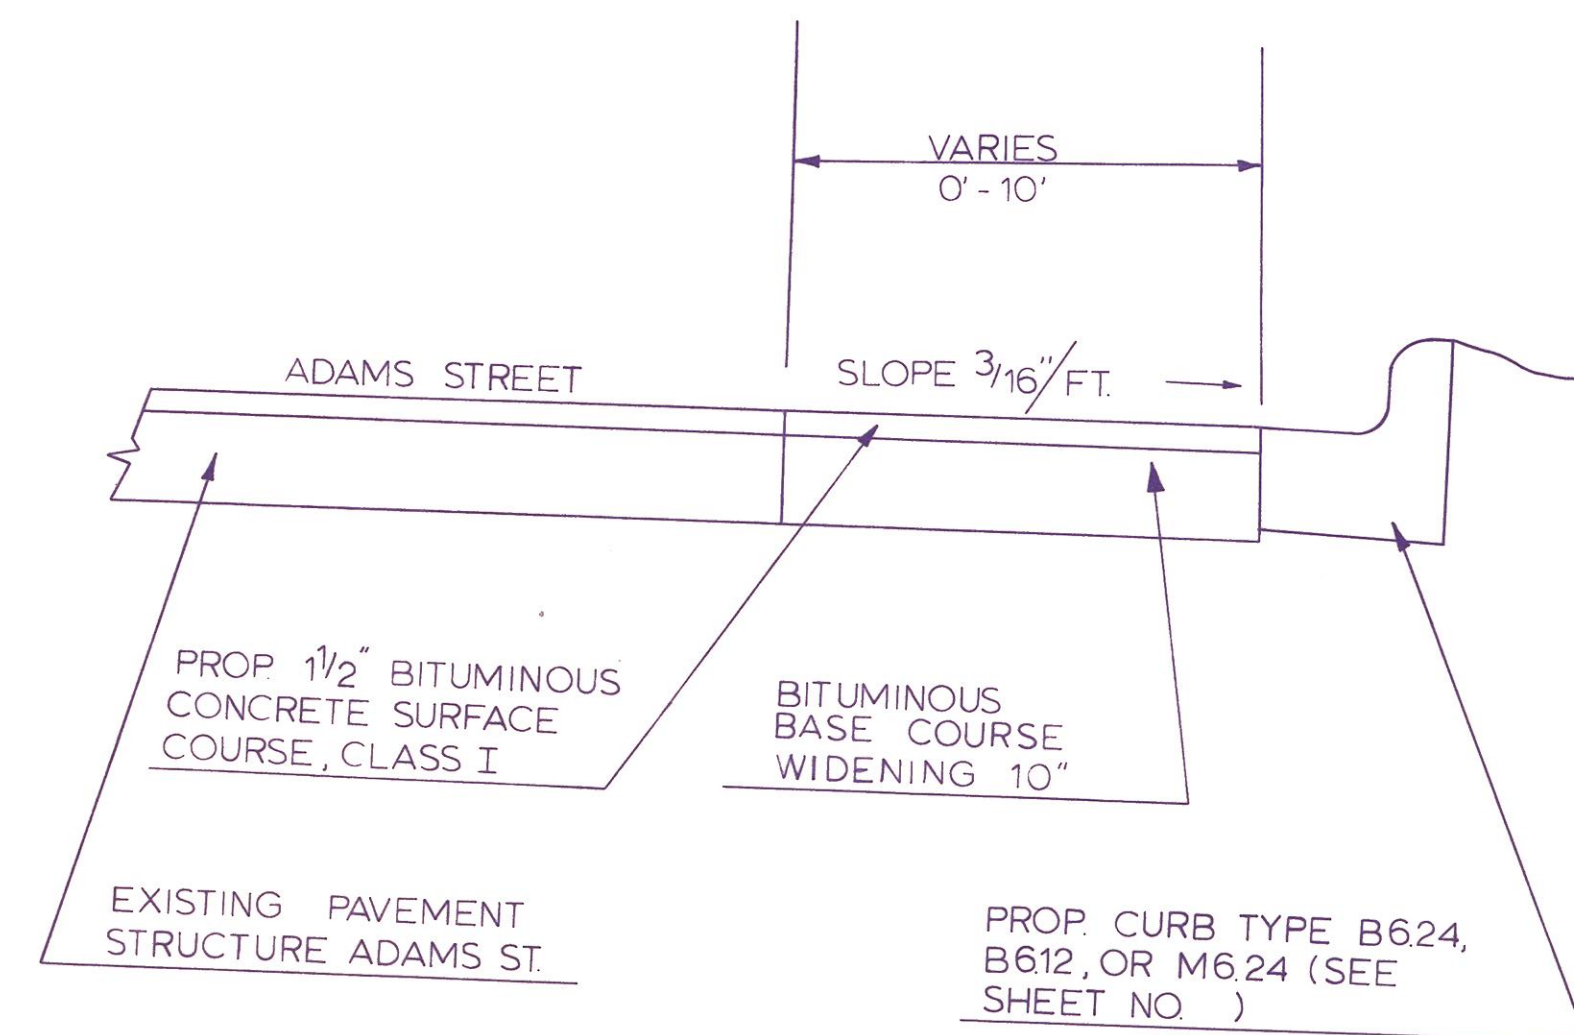 VARIES
0' - 10'
ADAMS STREET
SLOPE 3/16"/FT.
PROP. 1 1/2" BITUMINOUS
CONCRETE SURFACE
COURSE, CLASS I
BITUMINOUS
BASE COURSE
WIDENING 10"
EXISTING PAVEMENT
STRUCTURE ADAMS ST.
PROP. CURB TYPE B6.24,
B6.12, OR M6.24 (SEE
SHEET NO. )